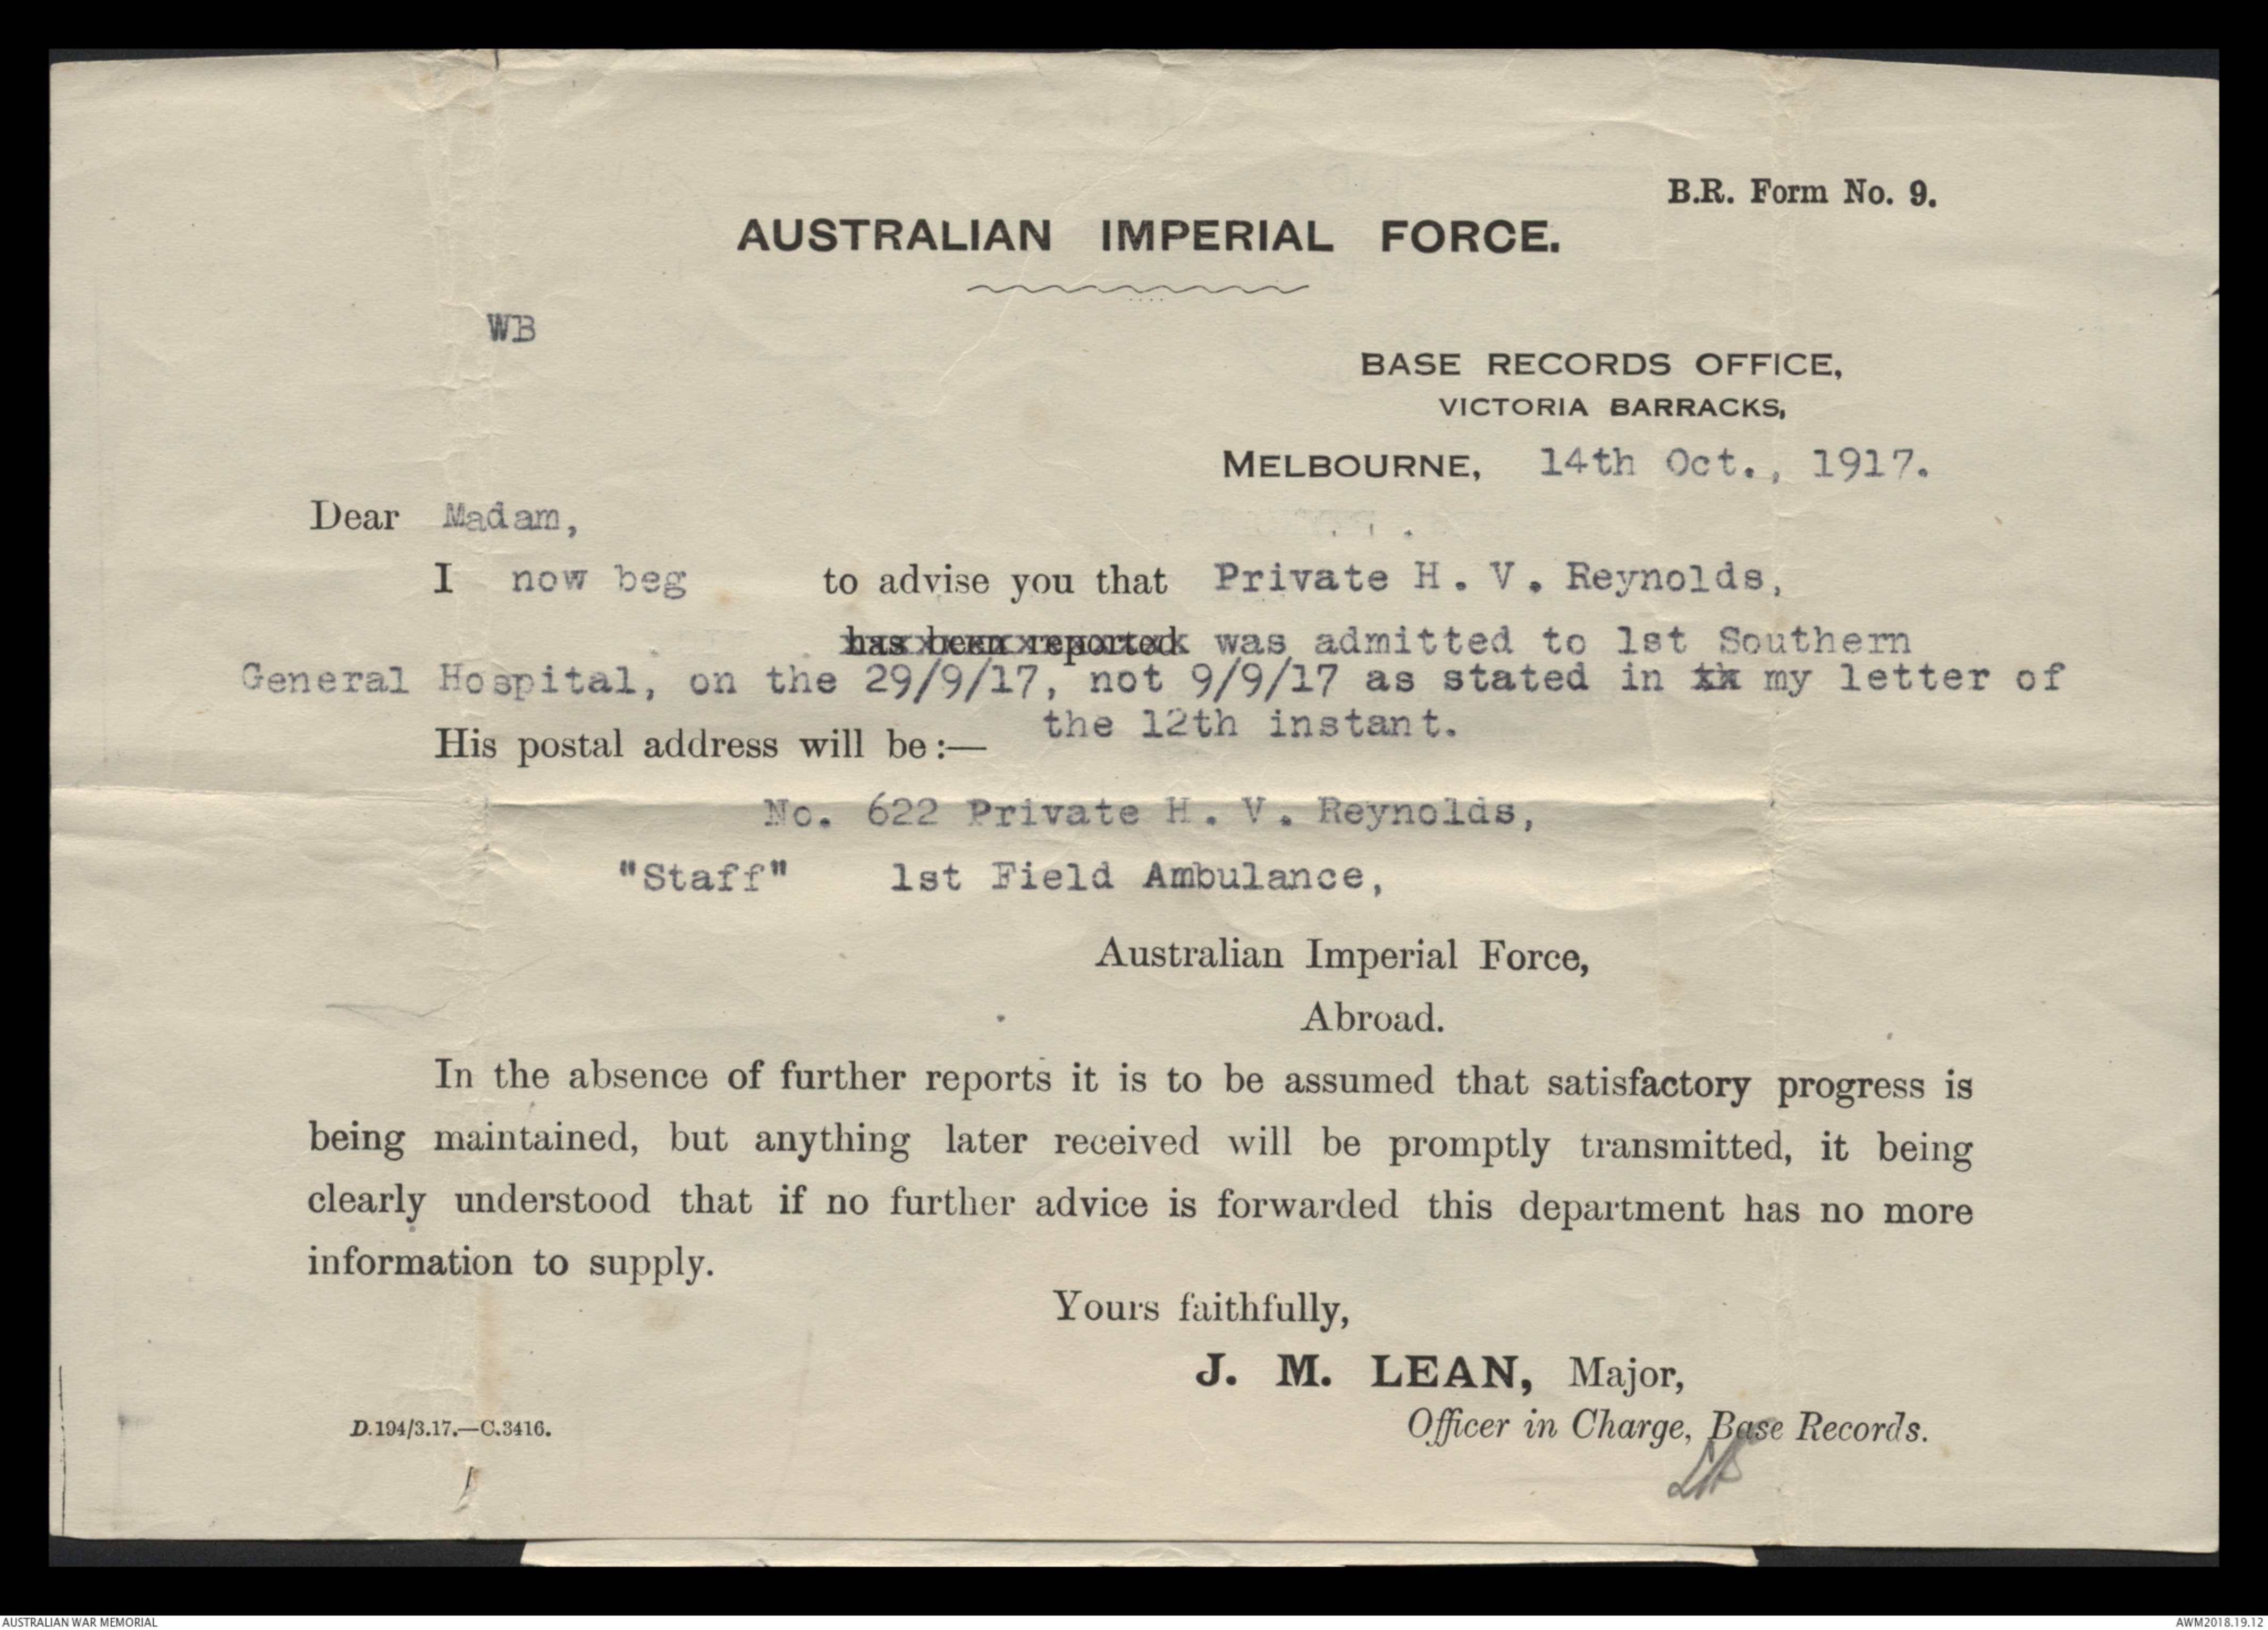 B.R. Form No. 9.
AUSTRALIAN IMPERIAL FORCE.
WB
BASE RECORDS OFFICE,
VICTORIA BARRACKS,
MELBOURNE, 14th Oct., 1917.
Dear Madam,
I now beg to advise you that Private H. V. Reynolds,
has been reported was admitted to 1st Southern
General Hospital, on the 29/9/17, not 9/9/17 as stated in my letter of
the 12th instant.
His postal address will be:—
No. 622 Private H. V. Reynolds,
"Staff" 1st Field Ambulance,
Australian Imperial Force,
Abroad.
In the absence of further reports it is to be assumed that satisfactory progress is
being maintained, but anything later received will be promptly transmitted, it being
clearly understood that if no further advice is forwarded this department has no more
information to supply.
Yours faithfully,
J. M. LEAN, Major,
Officer in Charge, Base Records.
D.194/3.17.—C.3416.
AUSTRALIAN WAR MEMORIAL
AWM2018.19.12